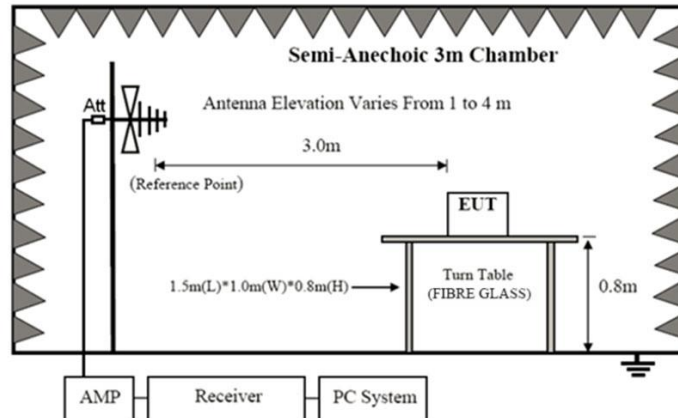 Semi-Anechoic 3m Chamber
Att
Antenna Elevation Varies From 1 to 4 m
3.0m
(Reference Point)
EUT
1.5m(L)*1.0m(W)*0.8m(H)
Turn Table
(FIBRE GLASS)
0.8m
AMP
Receiver
PC System